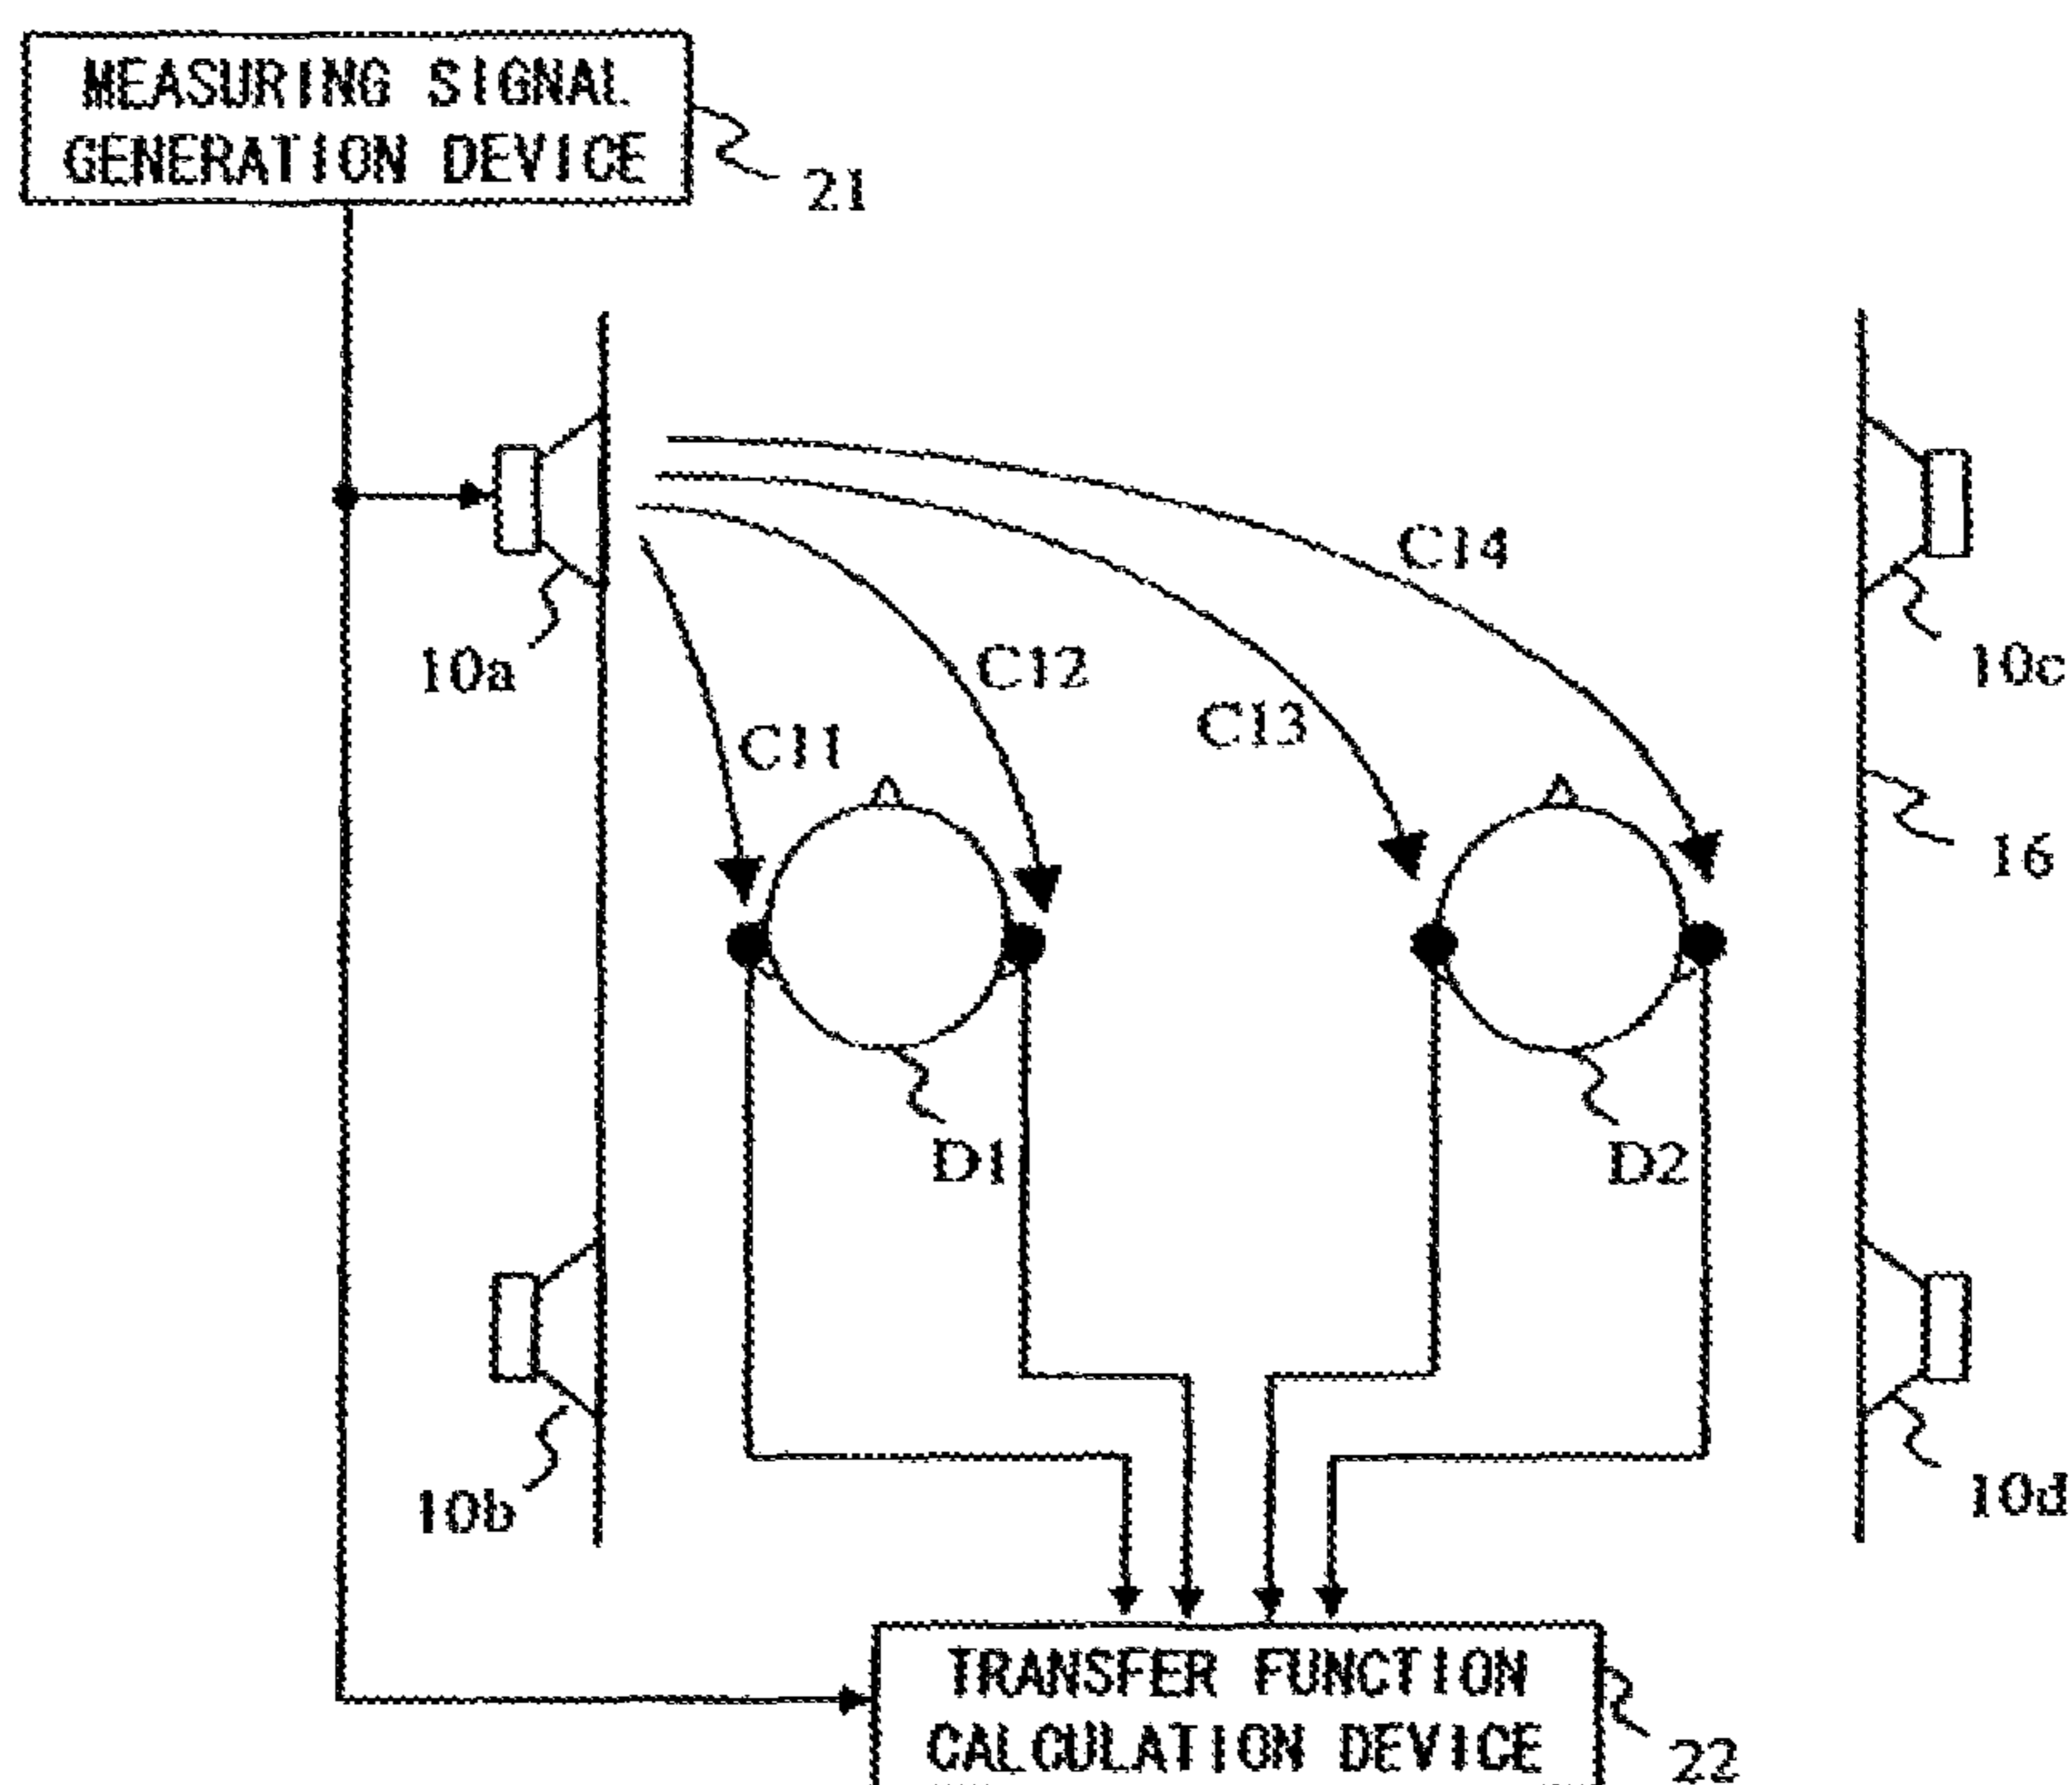 MEASURING SIGNAL
GENERATION DEVICE
21
C14
10a
C12
10c
C13
C11
16
D1
D2
10b
10d
TRANSFER FUNCTION
CALCULATION DEVICE
22